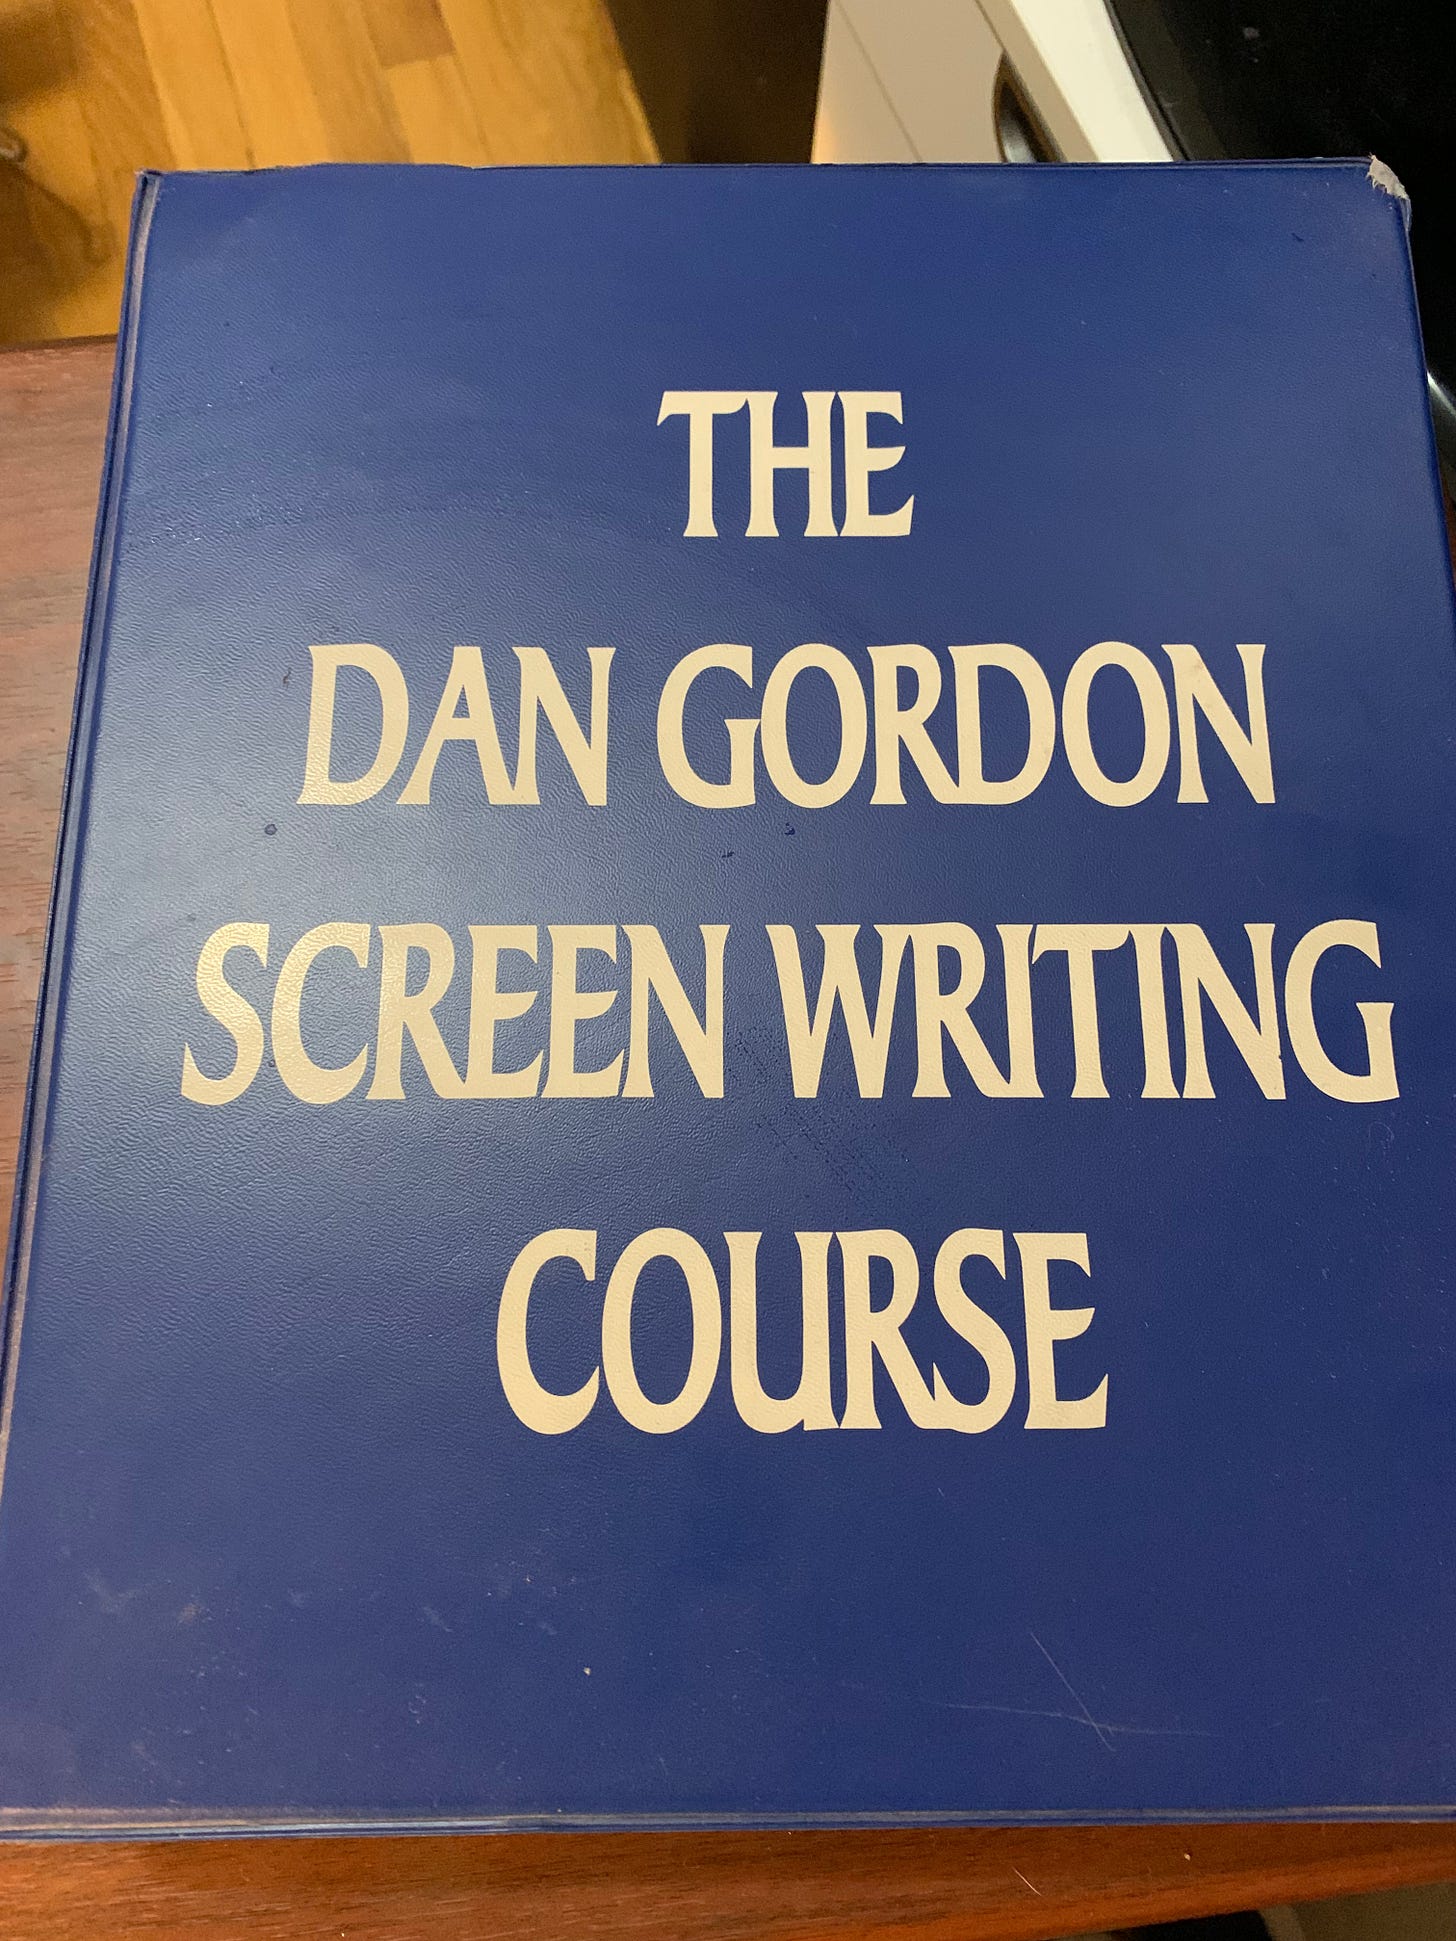 THE
DAN GORDON
SCREEN WRITING
COURSE